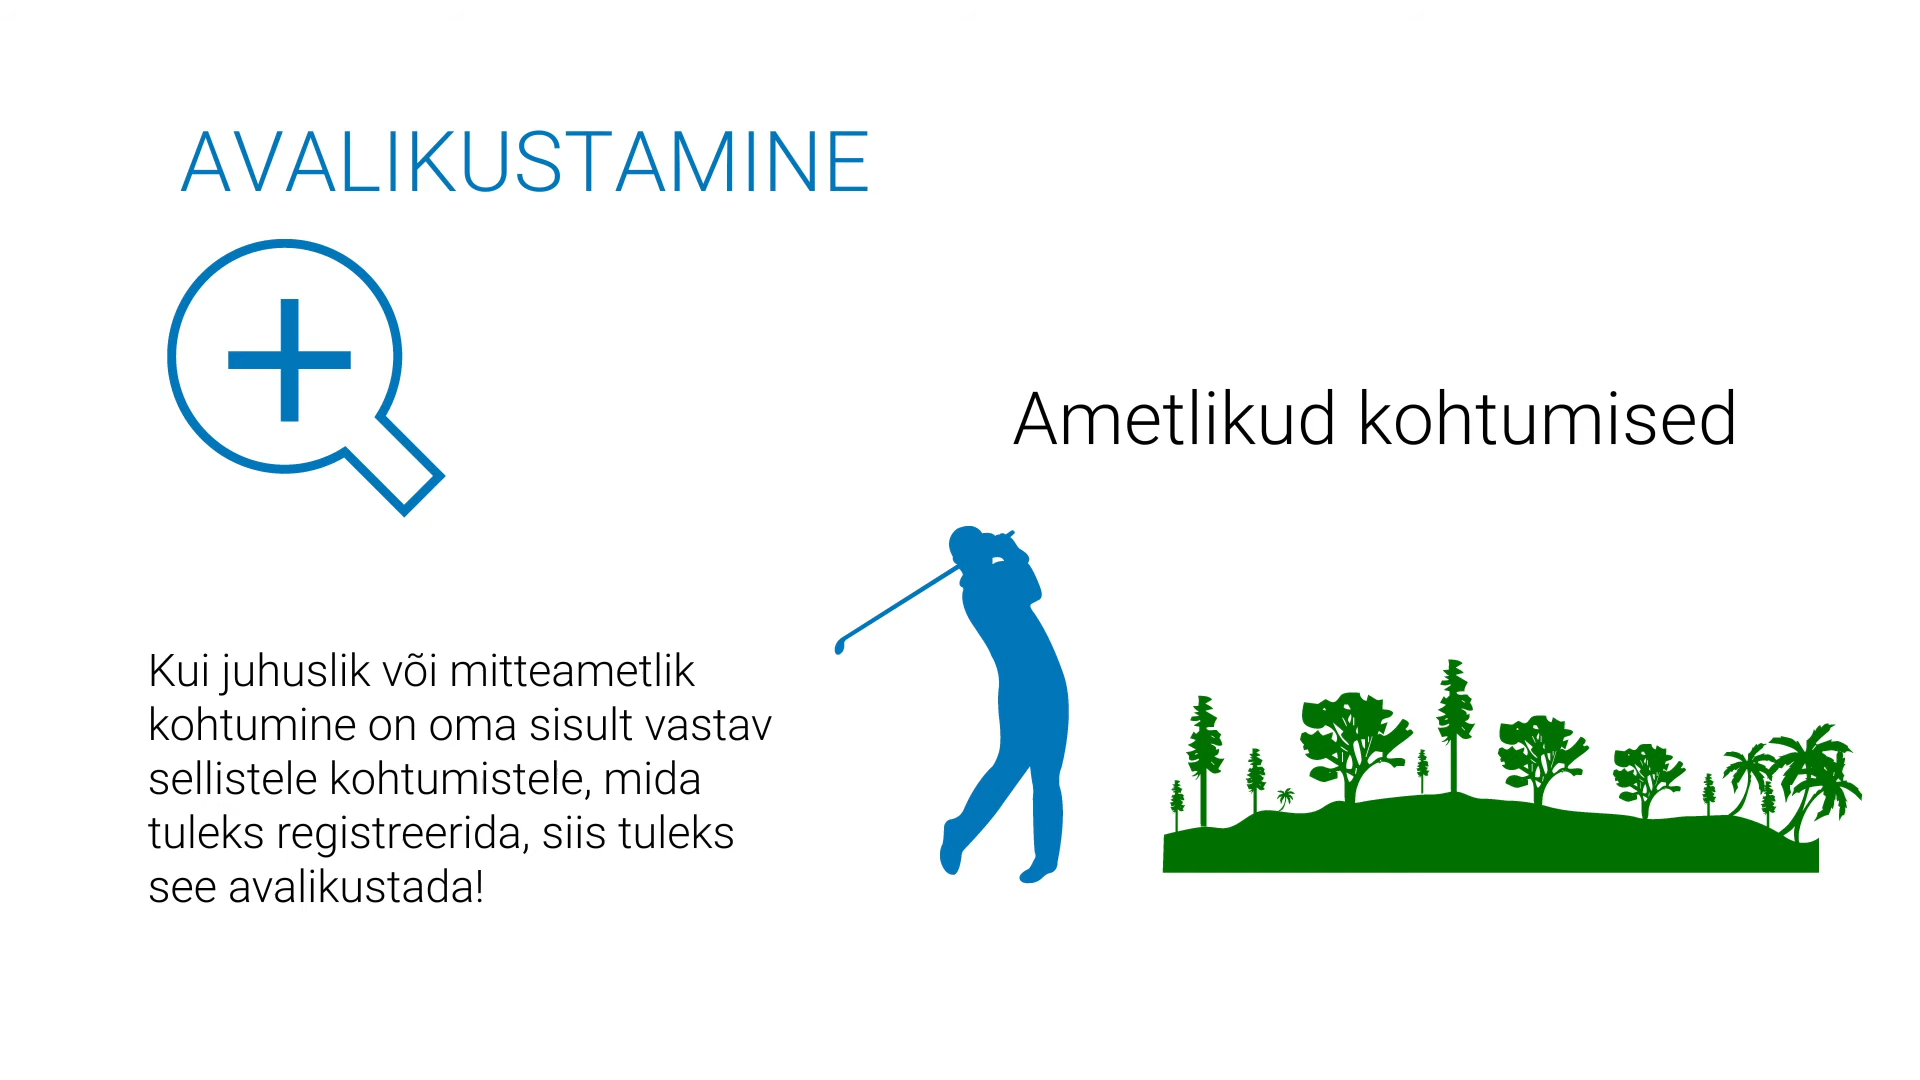 AVALIKUSTAMINE
Ametlikud kohtumised
Kui juhuslik või mitteametlik
kohtumine on oma sisult vastav
sellistele kohtumistele, mida
tuleks registreerida, siis tuleks
see avalikustada!